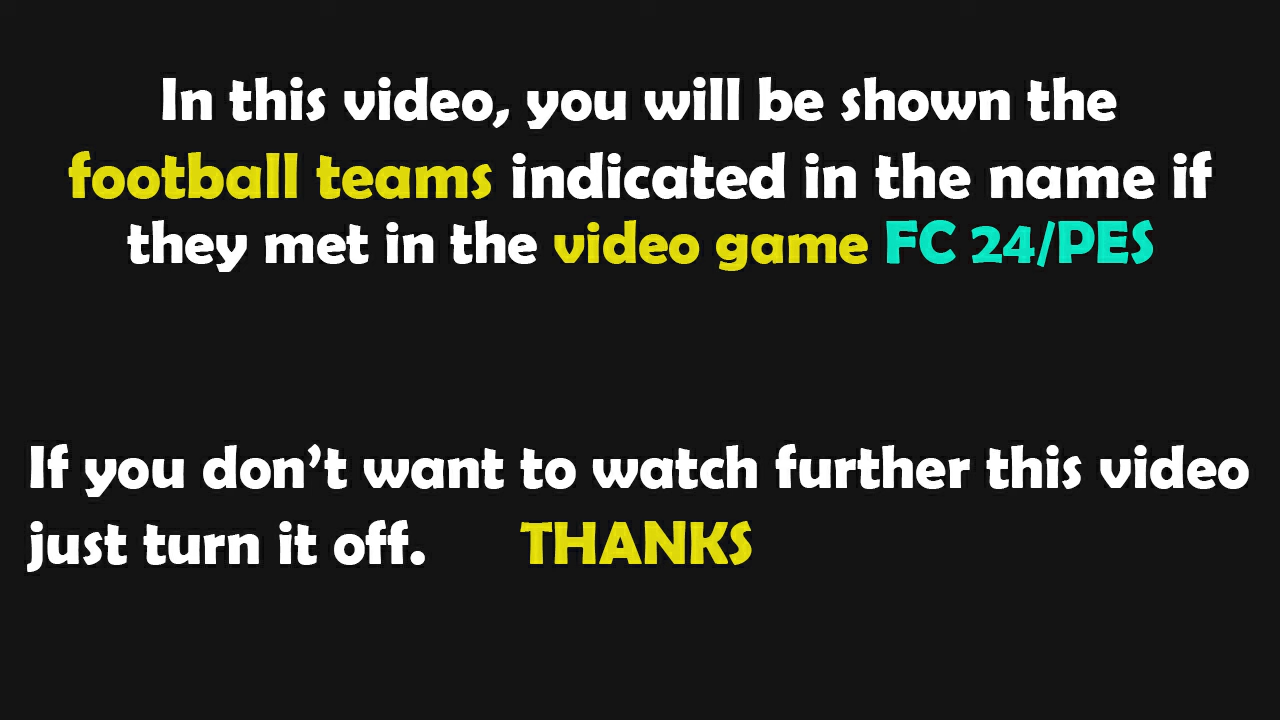 In this video, you will be shown the
football teams indicated in the name if
they met in the video game FC 24/PES
If you don't want to watch further this video
just turn it off. THANKS